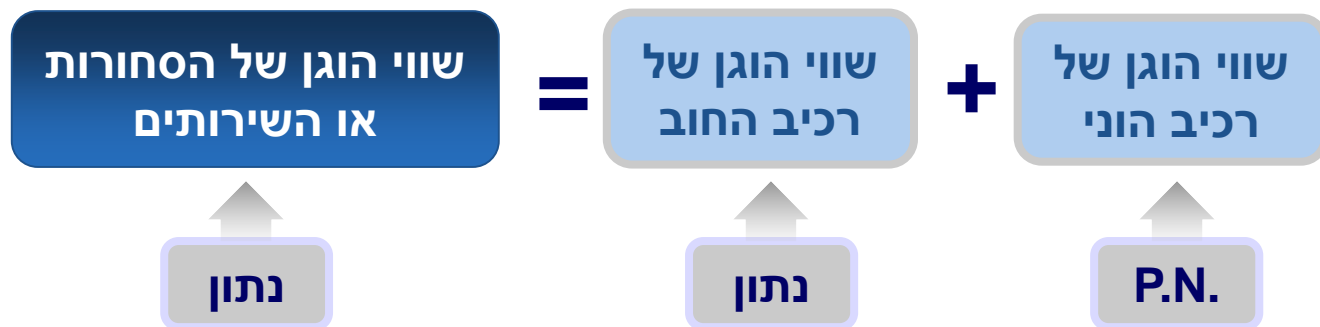 שווי הוגן של הסחורות
או השירותים
=
שווי הוגן של
רכיב החוב
+
שווי הוגן של
רכיב הוני
נתון
נתון
P.N.